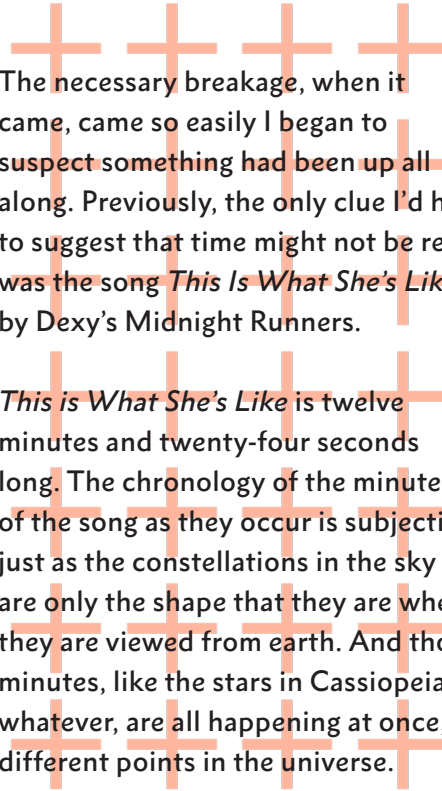 The necessary breakage, when it
came, came so easily I began to
suspect something had been up all
along. Previously, the only clue I’d
to suggest that time might not be
was the song This Is What She’s
by Dexy’s Midnight Runners.
This is What She’s Like is twelve
minutes and twenty-four seconds
long. The chronology of the
of the song as they occur is
just as the constellations in the sky
are only the shape that they are
they are viewed from earth. And
minutes, like the stars in Cassiopeia
whatever, are all happening at once,
different points in the universe.